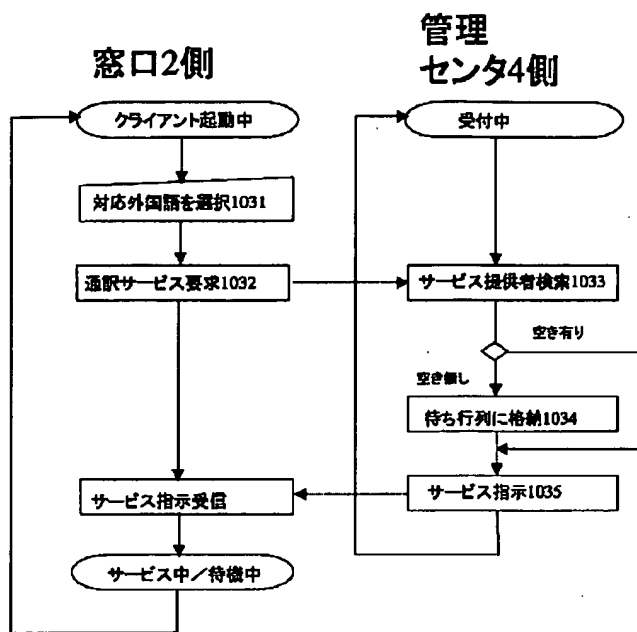 窓口2側
クライアント起動中
対応外国語を選択1031
通訳サービス要求1032
サービス指示受信
サービス中/待機中
管理
センタ4側
受付中
サービス提供者検索1033
空き有り
空き無し
待ち行列に格納1034
サービス指示1035